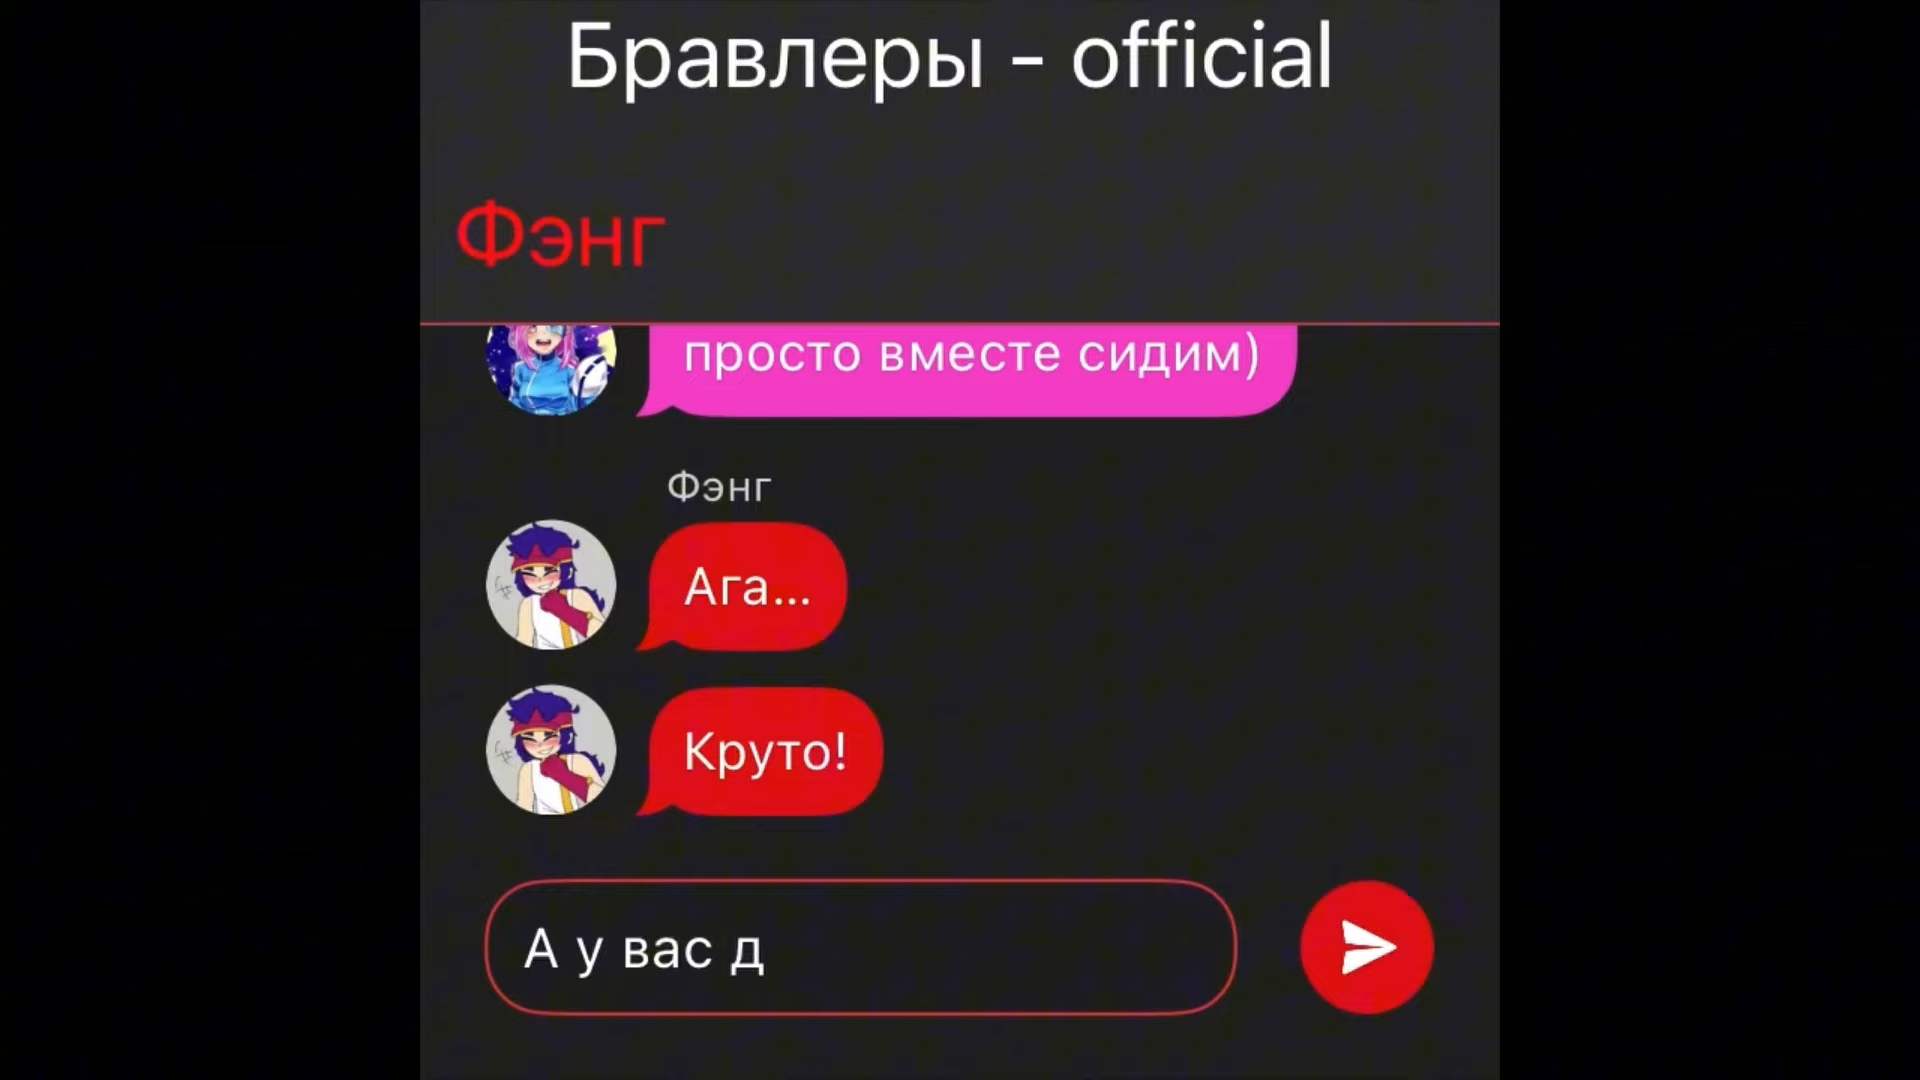 Бравлеры - official
Фэнг
просто вместе сидим)
Фэнг
Ага...
Круто!
А у вас д